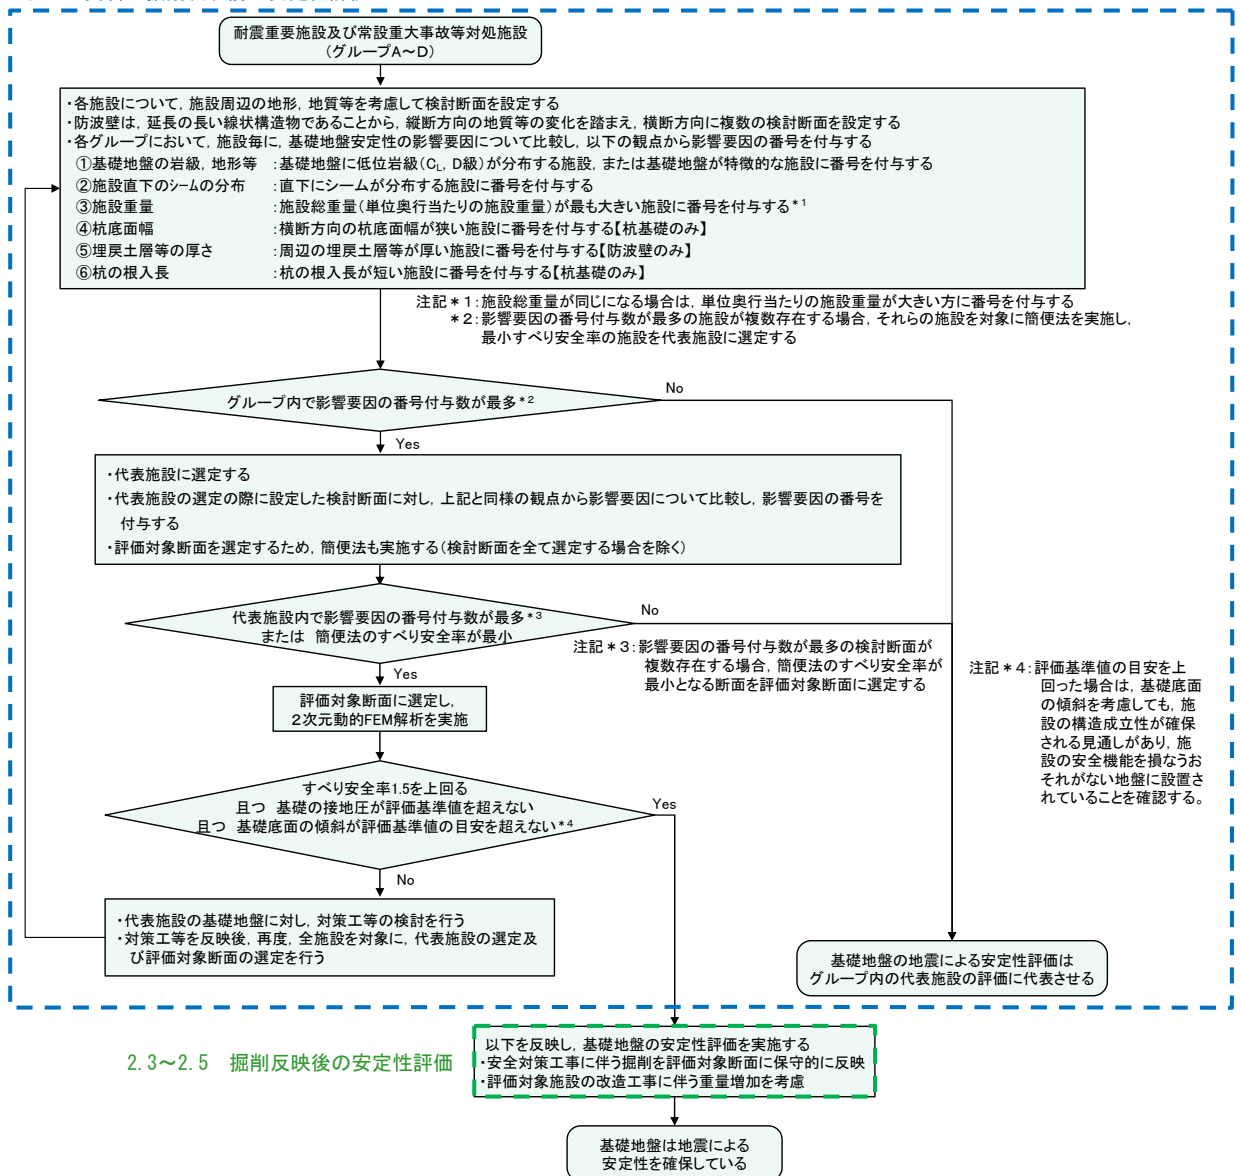 耐震重要施設及び常設重大事故等対処施設
(グループA～D)
・各施設について，施設周辺の地形，地質等を考慮して検討断面を設定する
・防波壁は，延長の長い線状構造物であることから，縦断方向の地質等の変化を踏まえ，横断方向に複数の検討断面を設定する
・各グループにおいて，施設毎に，基礎地盤安定性の影響要因について比較し，以下の観点から影響要因の番号を付与する
①基礎地盤の岩級，地形等：基礎地盤に低位岩級(CL，D級)が分布する施設，または基礎地盤が特徴的な施設に番号を付与する
②施設直下のシームの分布：直下にシームが分布する施設に番号を付与する
③施設重量：施設総重量(単位奥行当たりの施設重量)が最も大きい施設に番号を付与する*1
④杭底面幅：横断方向の杭底面幅が狭い施設に番号を付与する【杭基礎のみ】
⑤埋戻土層等の厚さ：周辺の埋戻土層等が厚い施設に番号を付与する【防波壁のみ】
⑥杭の根入長：杭の根入長が短い施設に番号を付与する【杭基礎のみ】
注記＊1：施設総重量が同じになる場合は，単位奥行当たりの施設重量が大きい方に番号を付与する
＊2：影響要因の番号付与数が最多の施設が複数存在する場合，それらの施設を対象に簡便法を実施し，
最小すべり安全率の施設を代表施設に選定する
グループ内で影響要因の番号付与数が最多*2
No
Yes
・代表施設に選定する
・代表施設の選定の際に設定した検討断面に対し，上記と同様の観点から影響要因について比較し，影響要因の番号を
付与する
・評価対象断面を選定するため，簡便法も実施する(検討断面を全て選定する場合を除く)
代表施設内で影響要因の番号付与数が最多*3
または 簡便法のすべり安全率が最小
No
Yes
注記＊3：影響要因の番号付与数が最多の検討断面が
複数存在する場合，簡便法のすべり安全率が
最小となる断面を評価対象断面に選定する
注記＊4：評価基準値の目安を上
回った場合は，基礎底面
の傾斜を考慮しても，施
設の構造成立性が確保
される見通しがあり，施
設の安全機能を損なうお
それがない地盤に設置さ
れていることを確認する。
評価対象断面に選定し，
2次元動的FEM解析を実施
すべり安全率1.5を上回る
且つ 基礎の接地圧が評価基準値を超えない
且つ 基礎底面の傾斜が評価基準値の目安を超えない*4
Yes
No
・代表施設の基礎地盤に対し，対策工等の検討を行う
・対策工等を反映後，再度，全施設を対象に，代表施設の選定及
び評価対象断面の選定を行う
基礎地盤の地震による安定性評価は
グループ内の代表施設の評価に代表させる
2.3～2.5 掘削反映後の安定性評価
以下を反映し，基礎地盤の安定性評価を実施する
・安全対策工事に伴う掘削を評価対象断面に保守的に反映
・評価対象施設の改造工事に伴う重量増加を考慮
基礎地盤は地震による
安定性を確保している